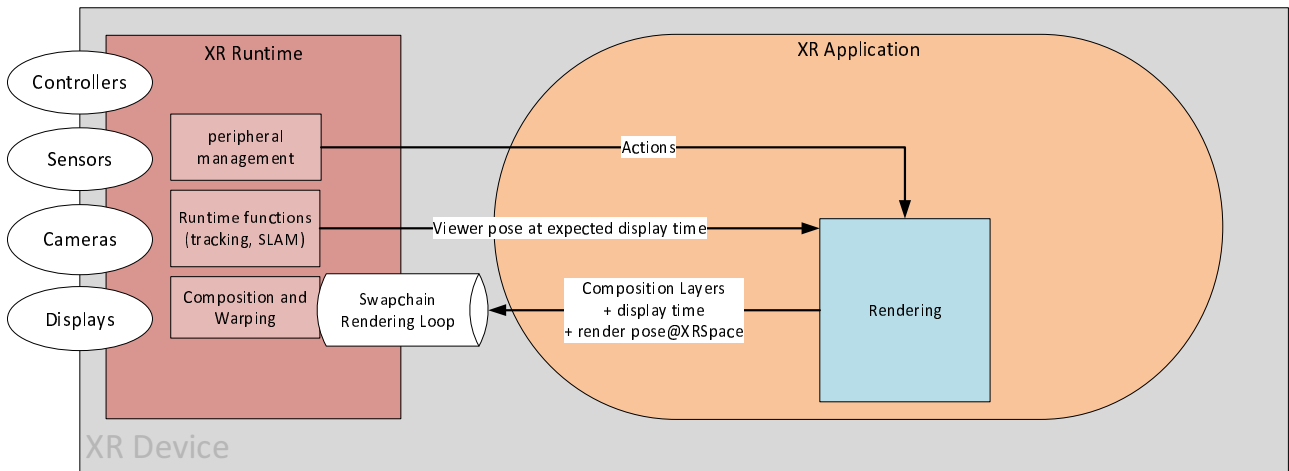 XR Runtime
XR Application
Controllers
peripheral
management
Actions
Sensors
Runtime functions
(tracking, SLAM)
Viewer pose at expected display time
Cameras
Composition and
Warping
Swapchain
Rendering Loop
Composition Layers
+ display time
+ render pose@XRSpace
Rendering
Displays
XR Device